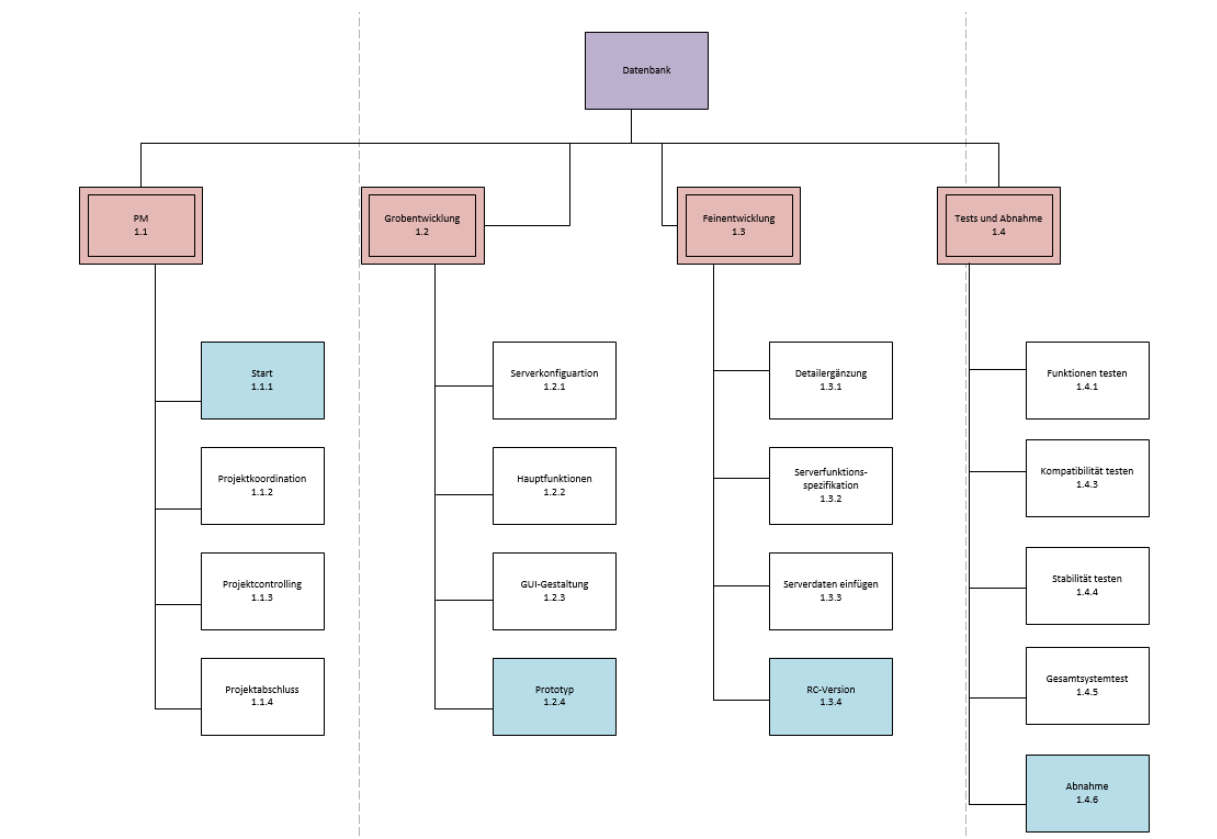 Datenbank
PM
1.1
Grobentwicklung
1.2
Feinentwicklung
1.3
Tests und Abnahme
1.4
Start
1.1.1
Projektkoordination
1.1.2
Projektcontrolling
1.1.3
Projektabschluss
1.1.4
Serverkonfiguartion
1.2.1
Hauptfunktionen
1.2.2
GUI-Gestaltung
1.2.3
Prototyp
1.2.4
Detailergänzung
1.3.1
Serverfunktions-
spezifikation
1.3.2
Serverdaten einfügen
1.3.3
RC-Version
1.3.4
Funktionen testen
1.4.1
Kompatibilität testen
1.4.3
Stabilität testen
1.4.4
Gesamtsystemtest
1.4.5
Abnahme
1.4.6